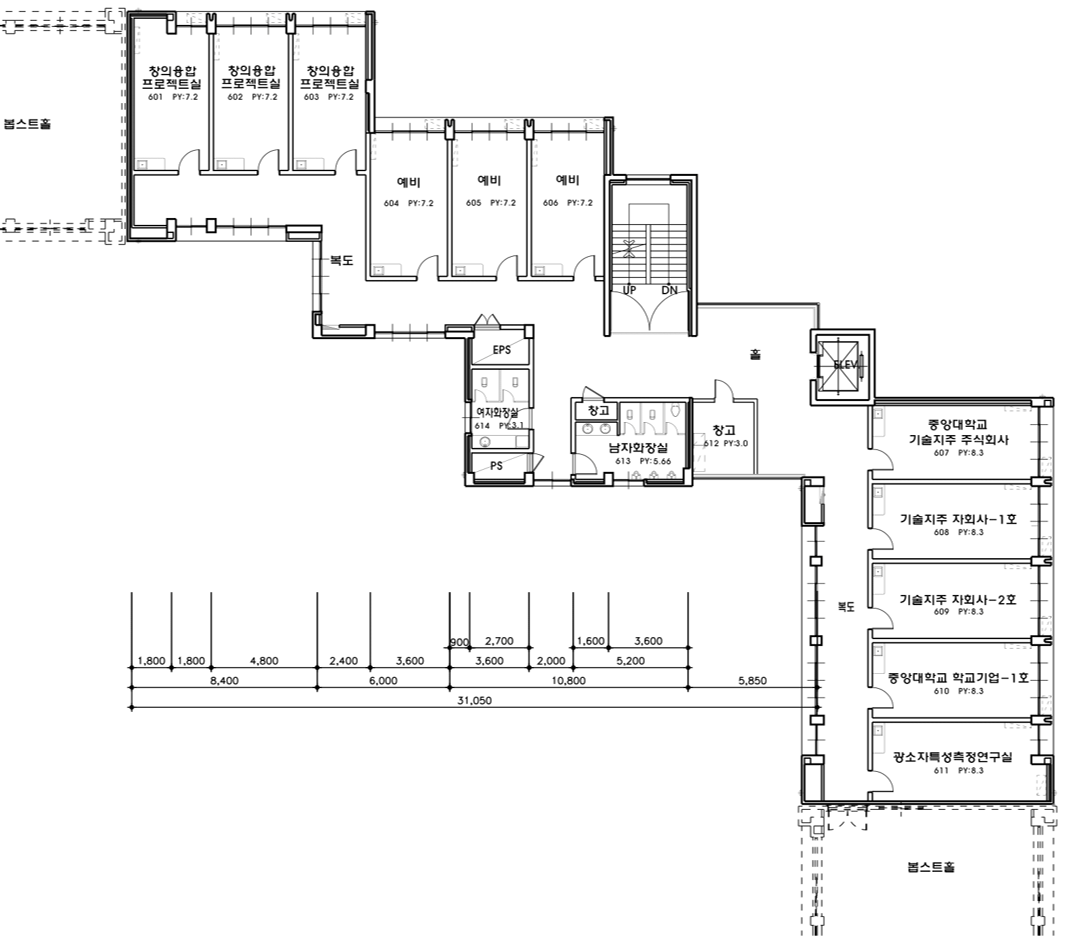 창의융합
프로젝트실
601 PY:7.2
창의융합
프로젝트실
602 PY:7.2
창의융합
프로젝트실
603 PY:7.2
봅스트홀
예비
604 PY:7.2
예비
605 PY:7.2
예비
606 PY:7.2
복도
UP
DN
EPS
홀
ELEV.
여자화장실
614 PY:3.1
창고
남자화장실
613 PY:5.66
창고
612 PY:3.0
PS
중앙대학교
기술지주 주식회사
607 PY:8.3
기술지주 자회사-1호
608 PY:8.3
복도
기술지주 자회사-2호
609 PY:8.3
중앙대학교 학교기업-1호
610 PY:8.3
광소자특성측정연구실
611 PY:8.3
900 2,700 1,600 3,600
1,800 1,800 4,800 2,400 3,600 3,600 2,000 5,200
8,400 6,000 10,800 5,850
31,050
봅스트홀